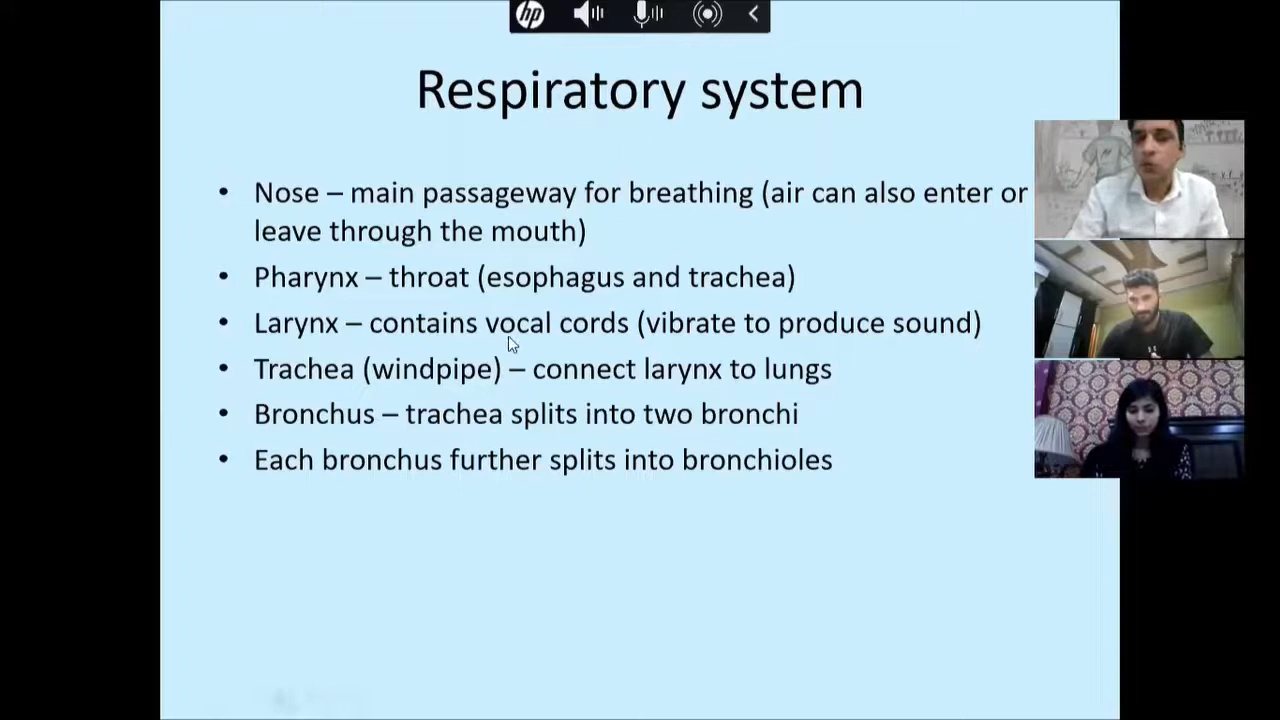 hp
Respiratory system
• Nose – main passageway for breathing (air can also enter or
leave through the mouth)
• Pharynx – throat (esophagus and trachea)
• Larynx – contains vocal cords (vibrate to produce sound)
• Trachea (windpipe) – connect larynx to lungs
• Bronchus – trachea splits into two bronchi
• Each bronchus further splits into bronchioles